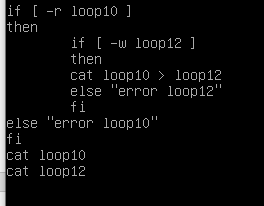 if [ -r loop10 ]
then
        if [ -w loop12 ]
        then
        cat loop10 > loop12
        else "error loop12"
        fi
else "error loop10"
fi
cat loop10
cat loop12